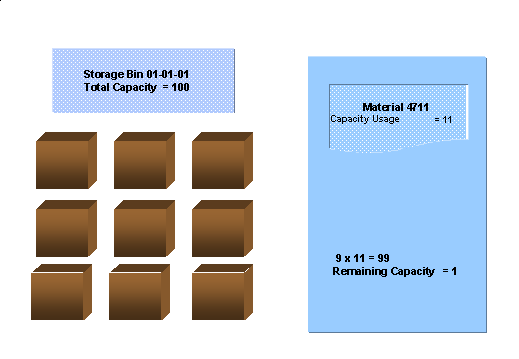 Storage Bin 01-01-01
Total Capacity = 100
Material 4711
Capacity Usage = 11
9 x 11 = 99
Remaining Capacity = 1